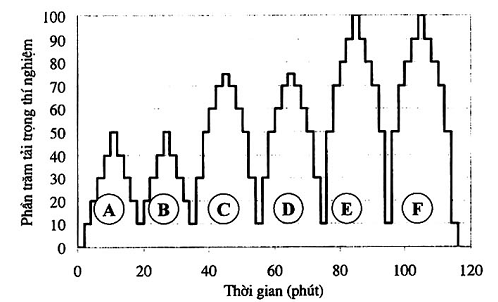 Phần trăm tải trọng thí nghiệm
100
90
80
70
60
50
40
30
20
10
0
A B C D E F
0 20 40 60 80 100 120
Thời gian (phút)